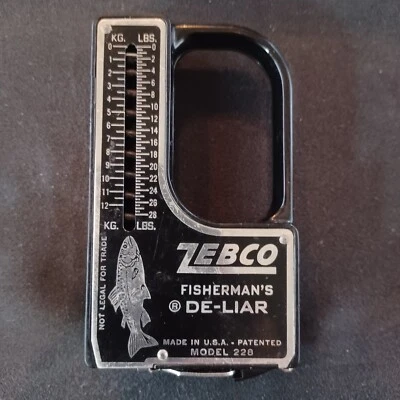 KG. LBS.
0 0
1 2
2 4
3 6
4 8
5 10
6 12
7 14
8 16
9 18
10 20
11 22
12 24
26
28
KG. LBS.
NOT LEGAL FOR TRADE
ZEBCO
FISHERMAN'S
® DE-LIAR
MADE IN U.S.A. - PATENTED
MODEL 228